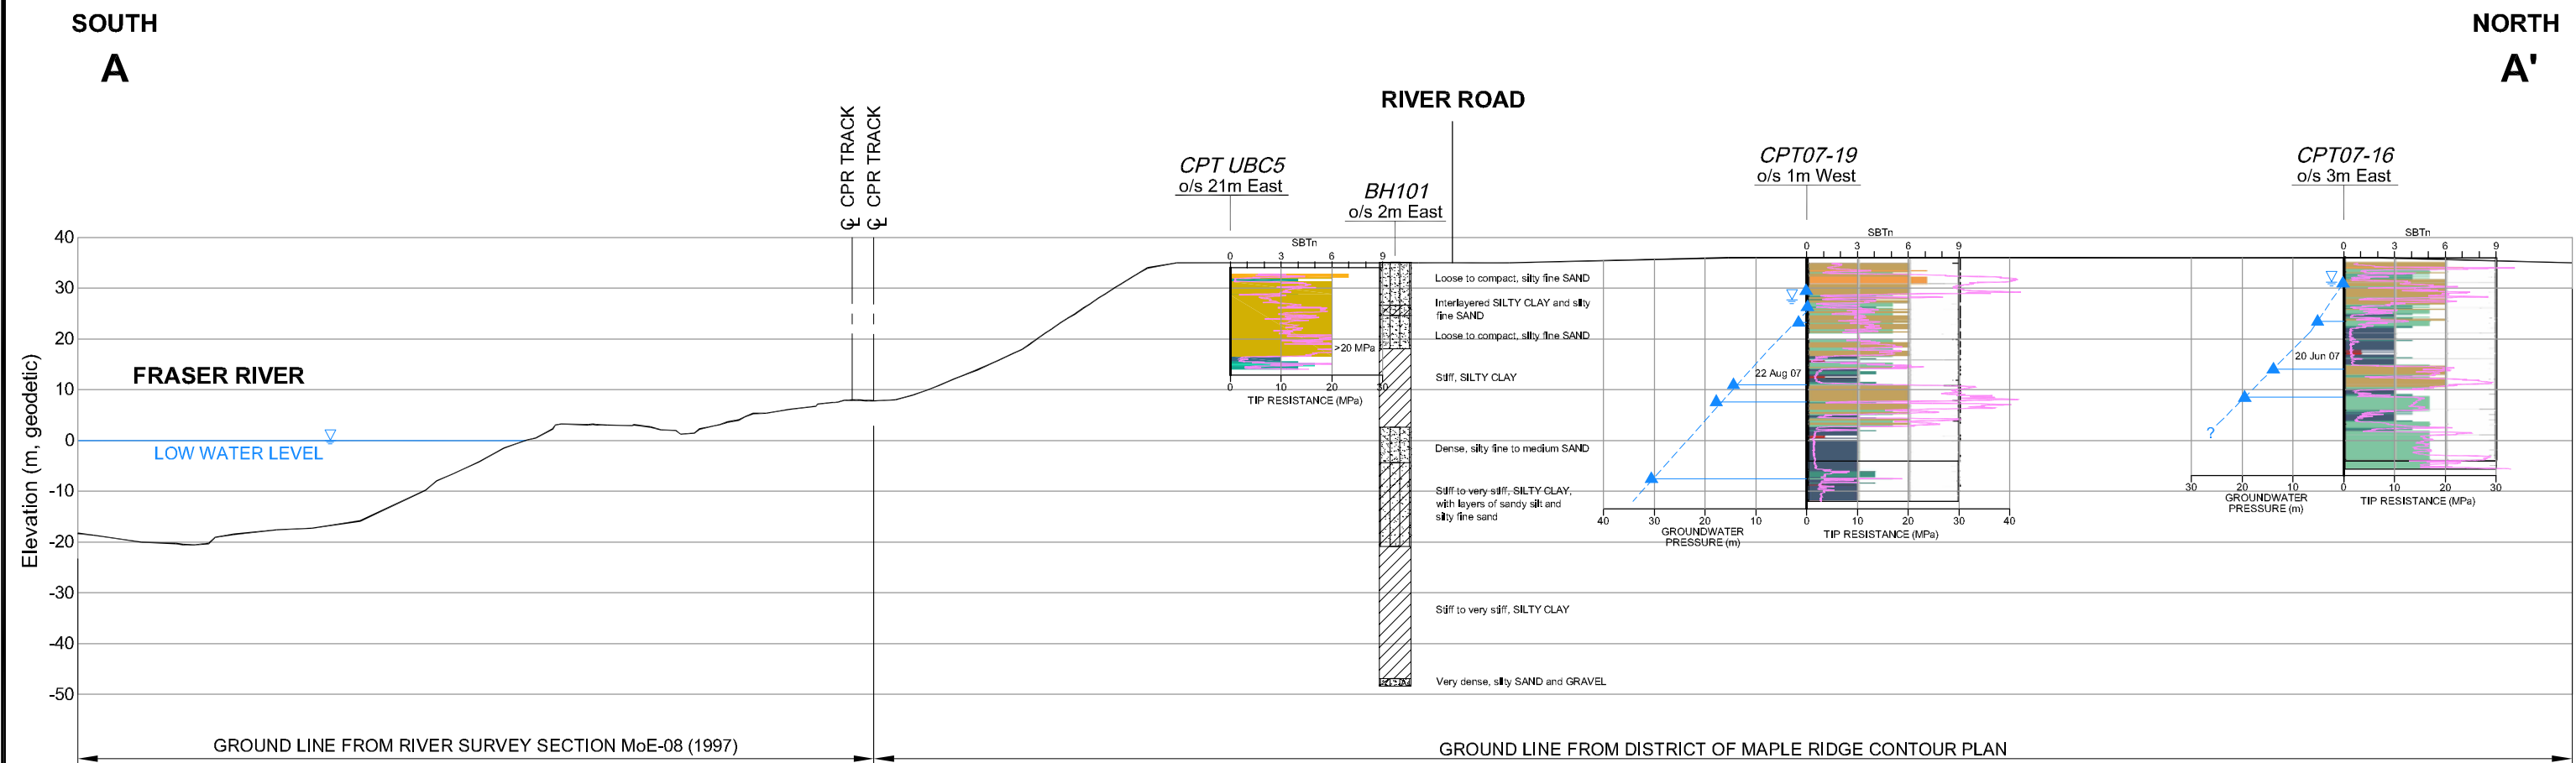 SOUTH
NORTH
A
A'
RIVER ROAD
℄ CPR TRACK
℄ CPR TRACK
CPT UBC5
o/s 21m East
BH101
o/s 2m East
CPT07-19
o/s 1m West
CPT07-16
o/s 3m East
Elevation (m, geodetic)
40
30
20
10
0
-10
-20
-30
-40
-50
FRASER RIVER
LOW WATER LEVEL
SBTn
0 3 6 9
>20 MPa
0 10 20 30
TIP RESISTANCE (MPa)
Loose to compact, silty fine SAND
Interlayered SILTY CLAY and silty
fine SAND
Loose to compact, silty fine SAND
Stiff, SILTY CLAY
Dense, silty fine to medium SAND
Stiff to very stiff, SILTY CLAY,
with layers of sandy silt and
silty fine sand
Stiff to very stiff, SILTY CLAY
Very dense, silty SAND and GRAVEL
SBTn
0 3 6 9
22 Aug 07
40 30 20 10 0 10 20 30 40
GROUNDWATER
PRESSURE (m)
TIP RESISTANCE (MPa)
SBTn
0 3 6 9
20 Jun 07
?
30 20 10 0 10 20 30
GROUNDWATER
PRESSURE (m)
TIP RESISTANCE (MPa)
GROUND LINE FROM RIVER SURVEY SECTION MoE-08 (1997)
GROUND LINE FROM DISTRICT OF MAPLE RIDGE CONTOUR PLAN